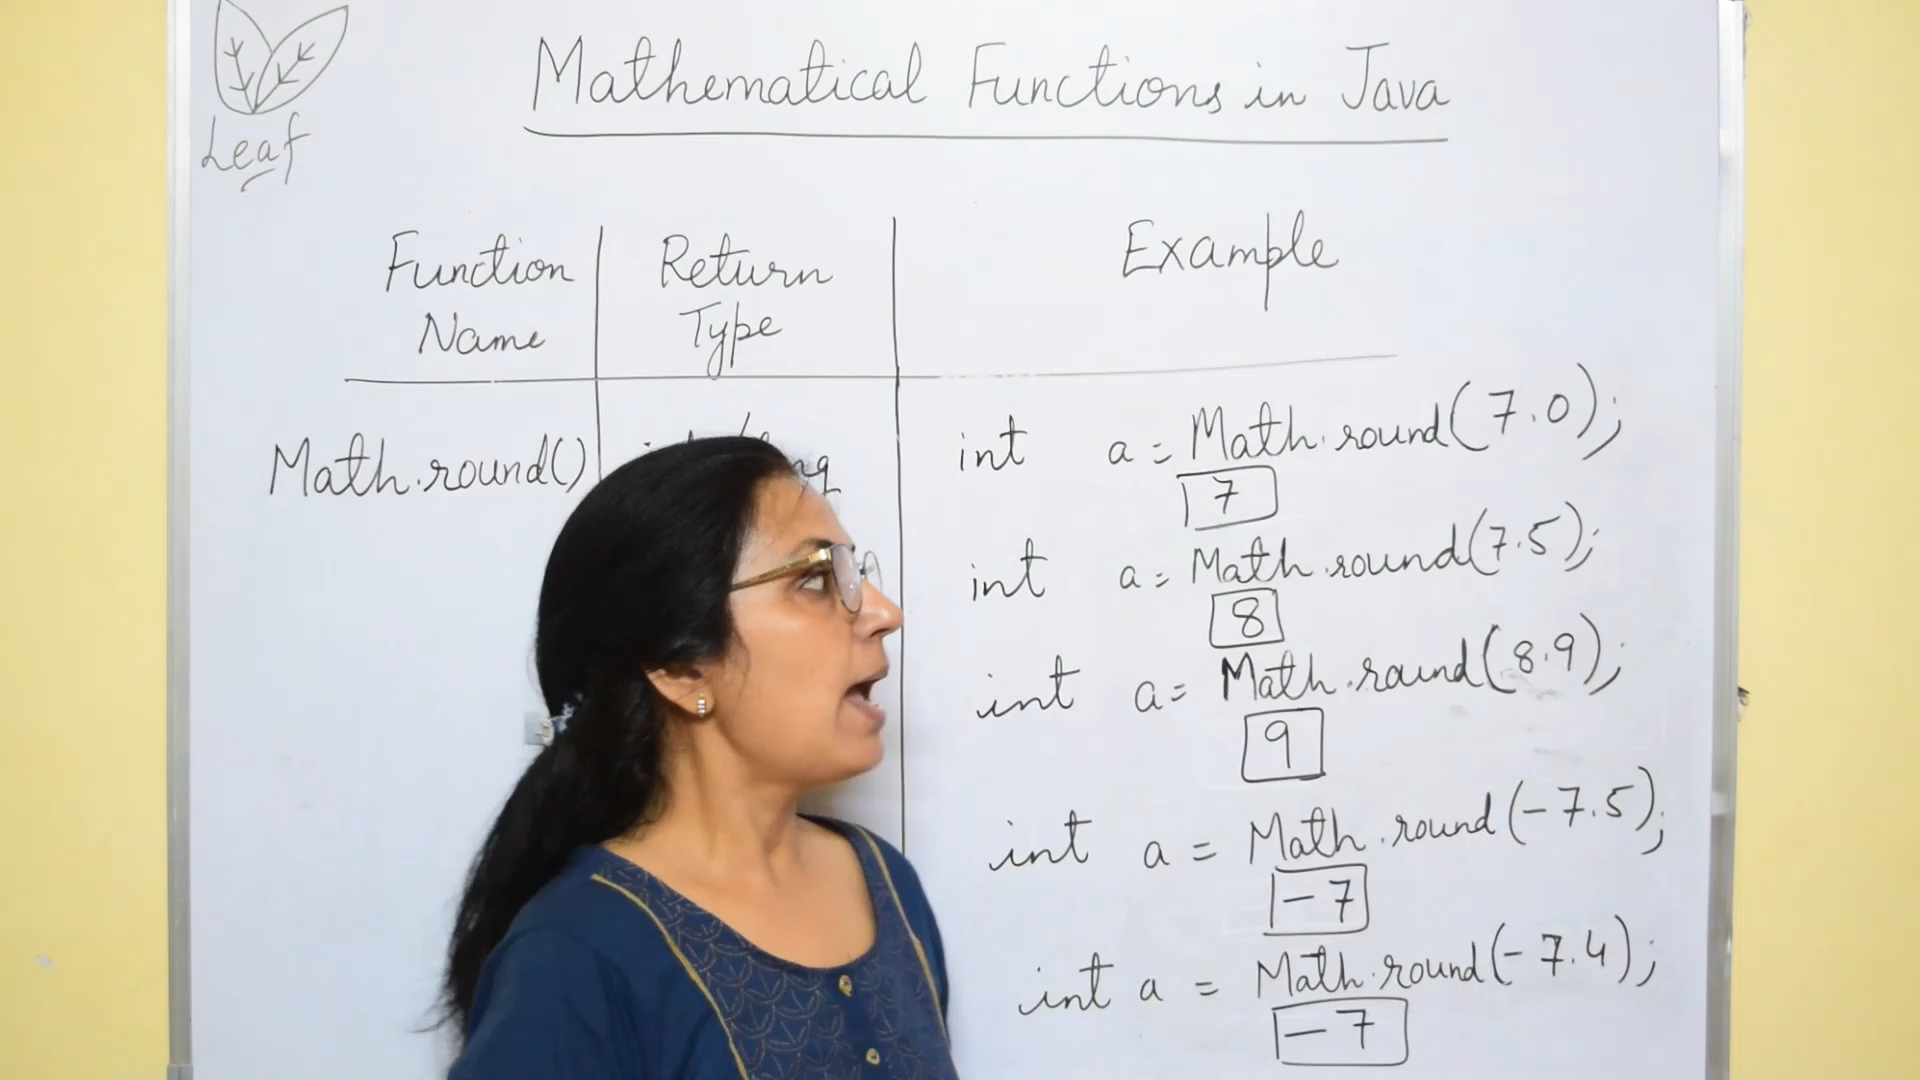 Leaf
Mathematical Functions in Java
Function Name
Return Type
Example
Math.round()
int a = Math.round(7.0);
7
int a = Math.round(7.5);
8
int a = Math.round(8.9);
9
int a = Math.round(-7.5);
-7
int a = Math.round(-7.4);
-7